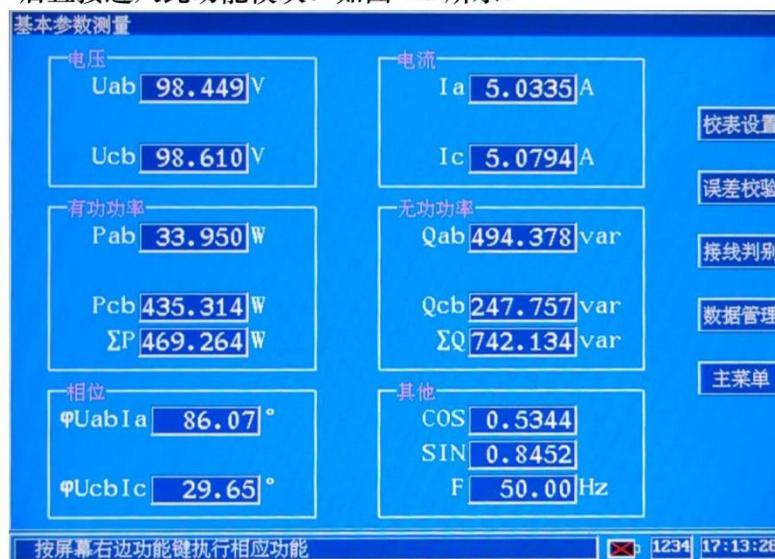 基本参数测量
电压
Uab 98.449 V
Ucb 98.610 V
电流
Ia 5.0335 A
Ic 5.0794 A
有功功率
Pab 33.950 W
Pcb 435.314 W
ΣP 469.264 W
无功功率
Qab 494.378 var
Qcb 247.757 var
ΣQ 742.134 var
相位
φUabIa 86.07 °
φUcbIc 29.65 °
其他
COS 0.5344
SIN 0.8452
F 50.00 Hz
校表设置
误差校验
接线判别
数据管理
主菜单
按屏幕右边功能键执行相应功能
1234 17:13:28